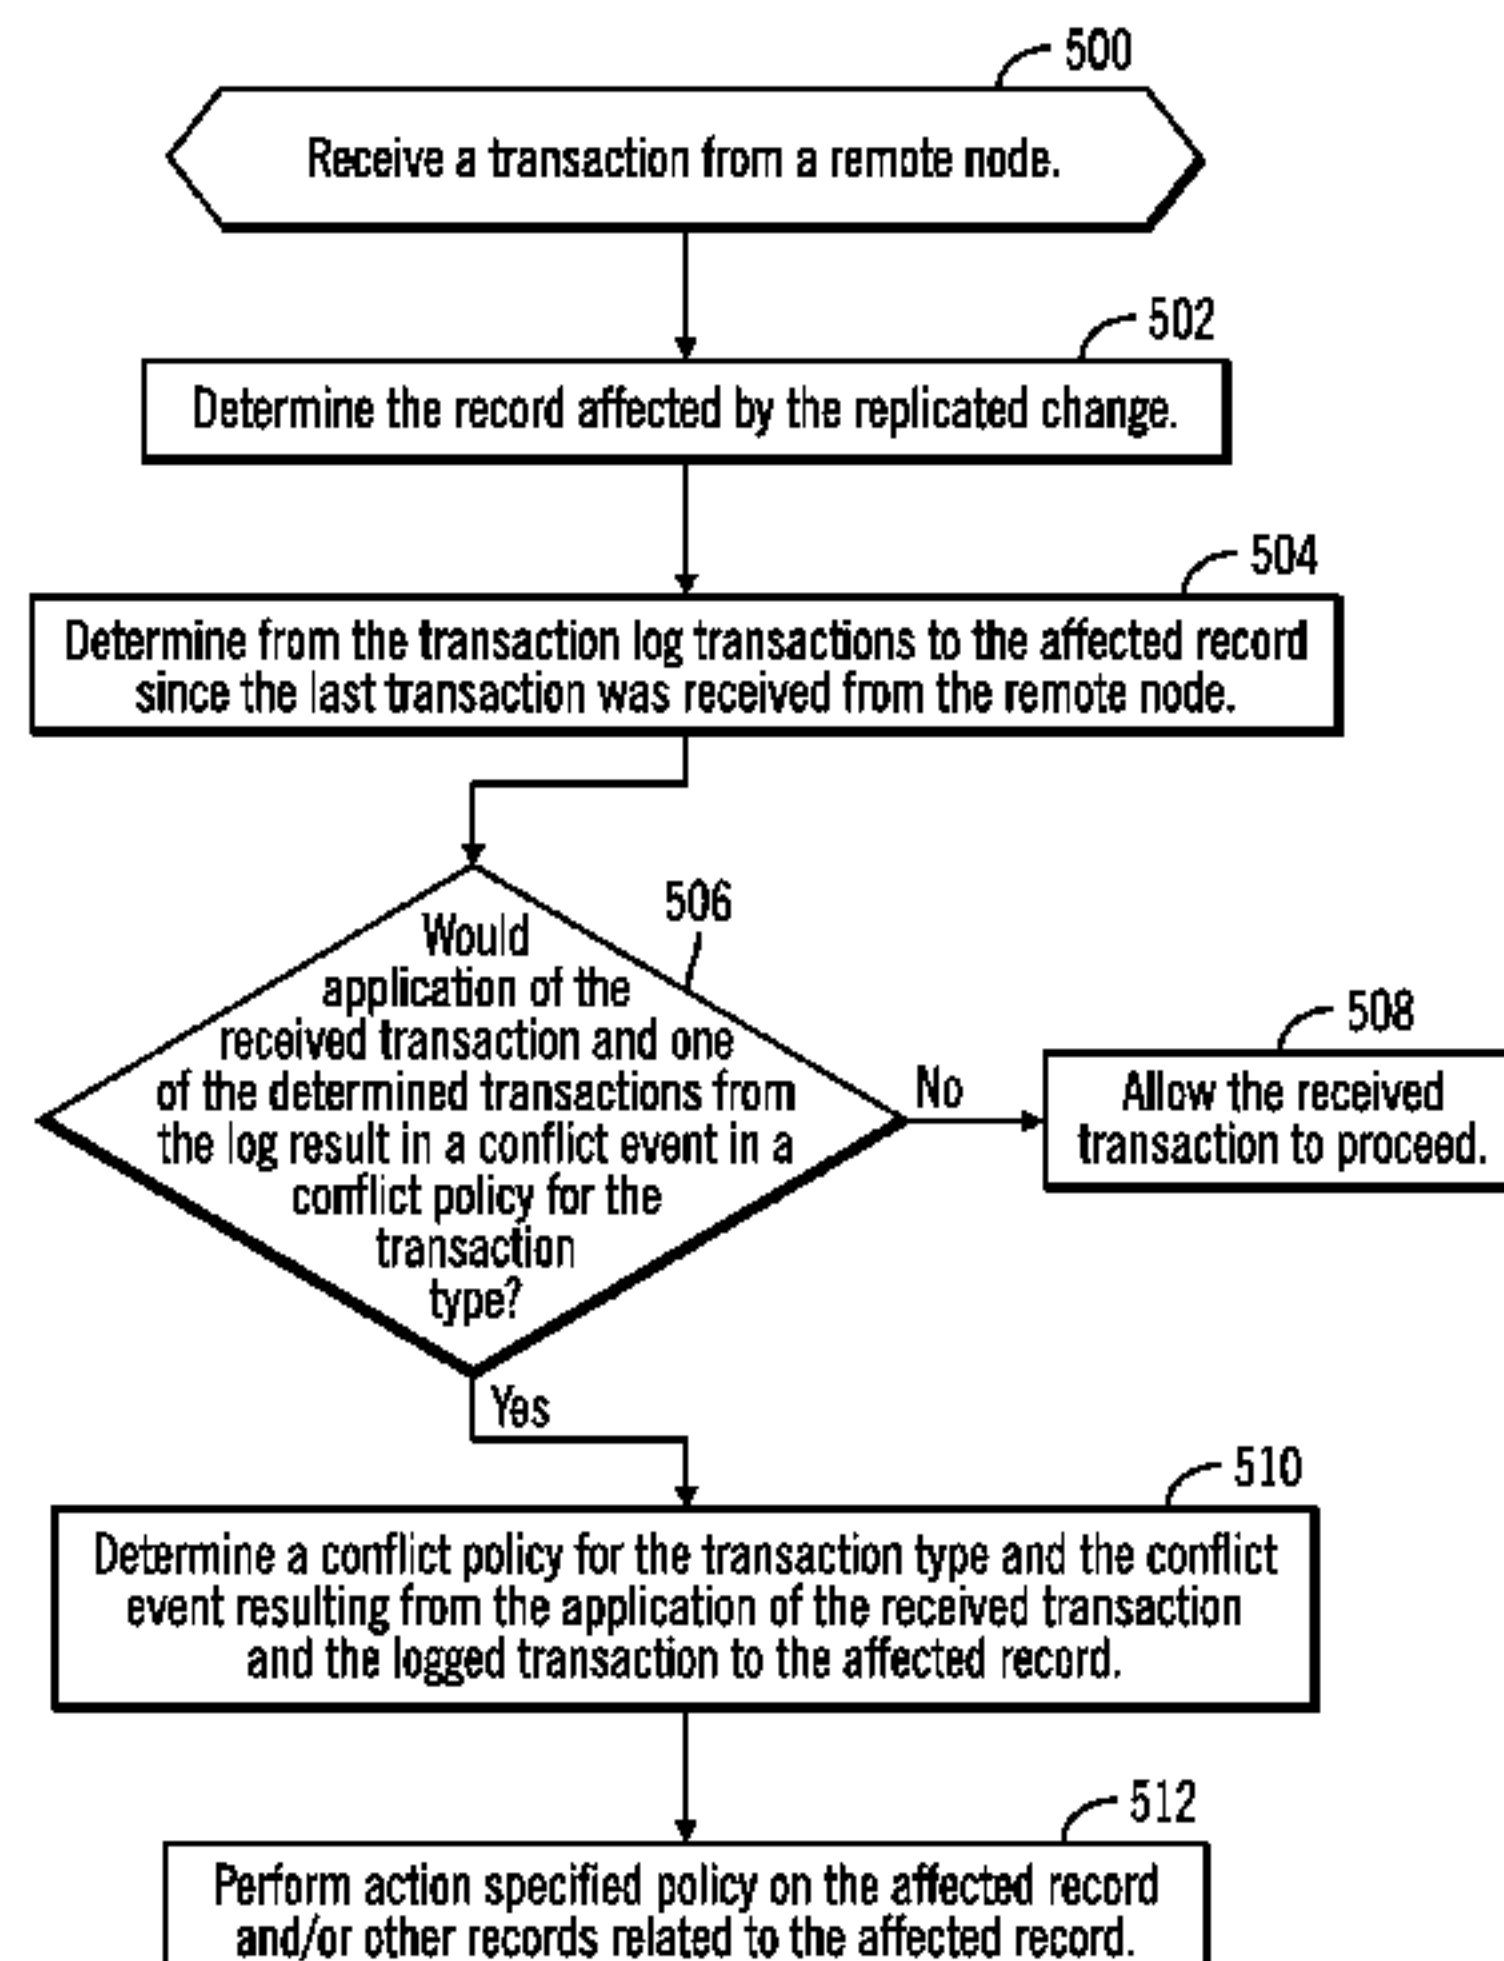 500
Receive a transaction from a remote node.
502
Determine the record affected by the replicated change.
504
Determine from the transaction log transactions to the affected record
since the last transaction was received from the remote node.
506
Would
application of the
received transaction and one
of the determined transactions from
the log result in a conflict event in a
conflict policy for the
transaction
type?
No
508
Allow the received
transaction to proceed.
Yes
510
Determine a conflict policy for the transaction type and the conflict
event resulting from the application of the received transaction
and the logged transaction to the affected record.
512
Perform action specified policy on the affected record
and/or other records related to the affected record.